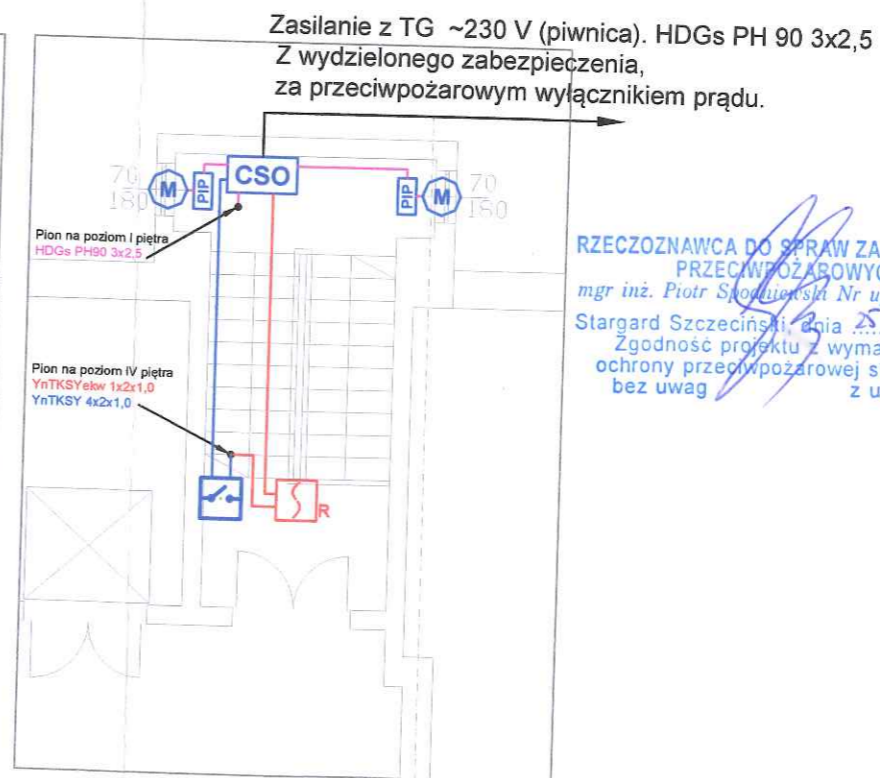 Zasilanie z TG ~230 V (piwnica). HDGs PH 90 3x2,5
Z wydzielonego zabezpieczenia,
za przeciwpożarowym wyłącznikiem prądu.
70
180
M
PIP
CSO
PIP
M
70
180
Pion na poziom I piętra
HDGs PH90 3x2,5
Pion na poziom IV piętra
YnTKSYekw 1x2x1,0
YnTKSY 4x2x1,0
R
RZECZOZNAWCA DO SPRAW ZA
PRZECIWPOŻAROWYC
mgr inż. Piotr Spodniewski Nr u
Stargard Szczeciński, dnia 25
Zgodność projektu z wyma
ochrony przeciwpożarowej s
bez uwag z u